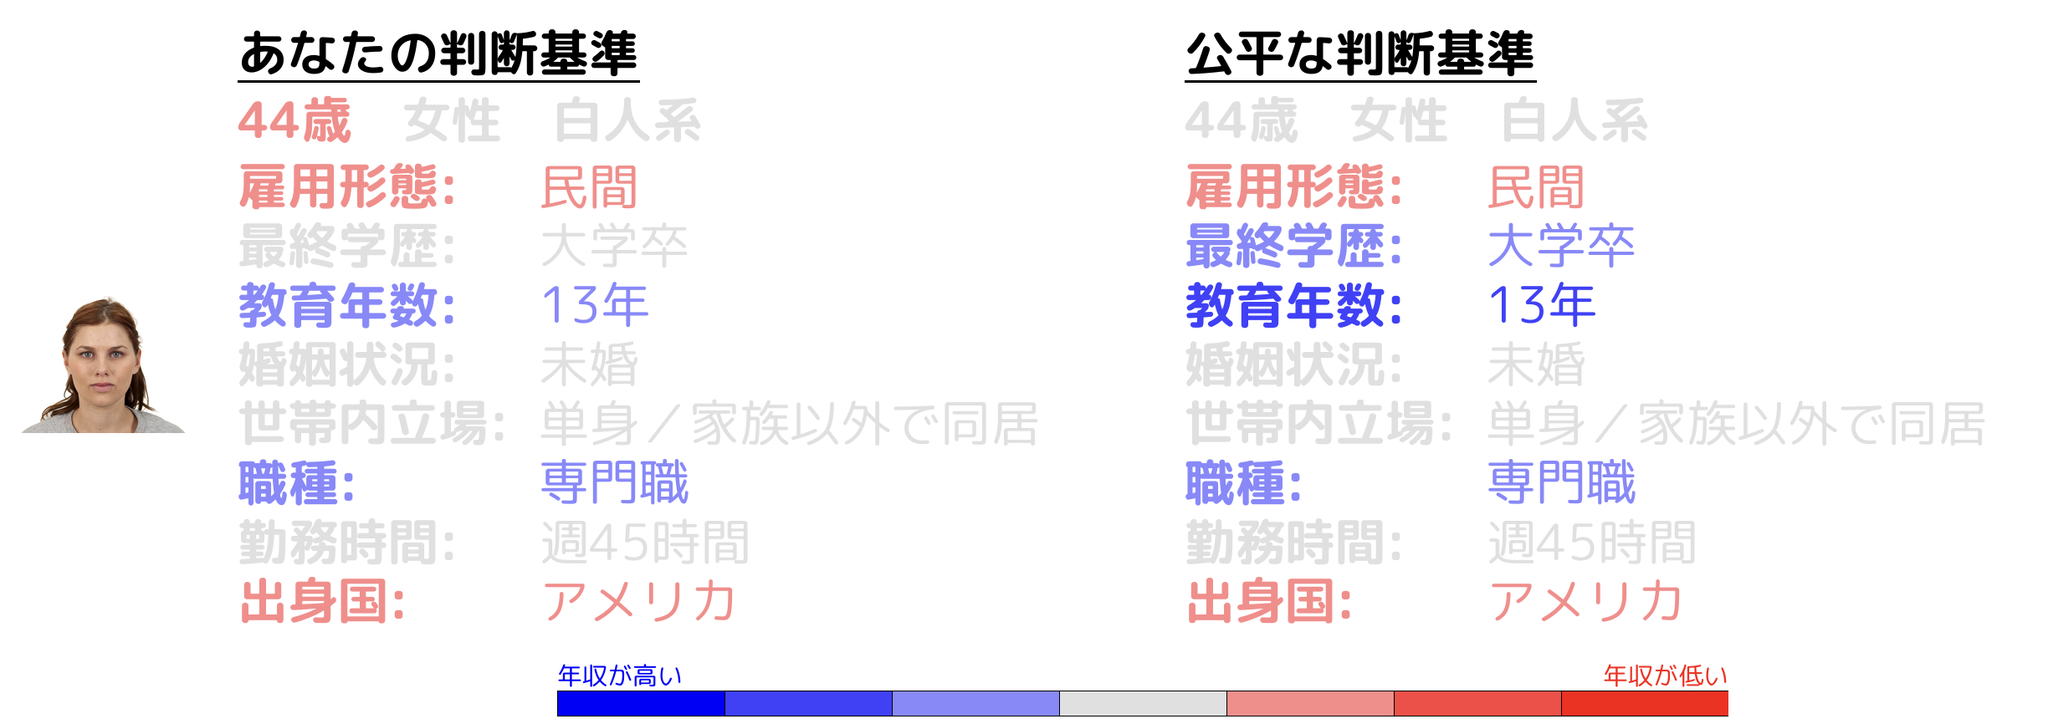 あなたの判断基準
44歳 女性 白人系
雇用形態: 民間
最終学歴: 大学卒
教育年数: 13年
婚姻状況: 未婚
世帯内立場: 単身／家族以外で同居
職種: 専門職
勤務時間: 週45時間
出身国: アメリカ
公平な判断基準
44歳 女性 白人系
雇用形態: 民間
最終学歴: 大学卒
教育年数: 13年
婚姻状況: 未婚
世帯内立場: 単身／家族以外で同居
職種: 専門職
勤務時間: 週45時間
出身国: アメリカ
年収が高い
年収が低い